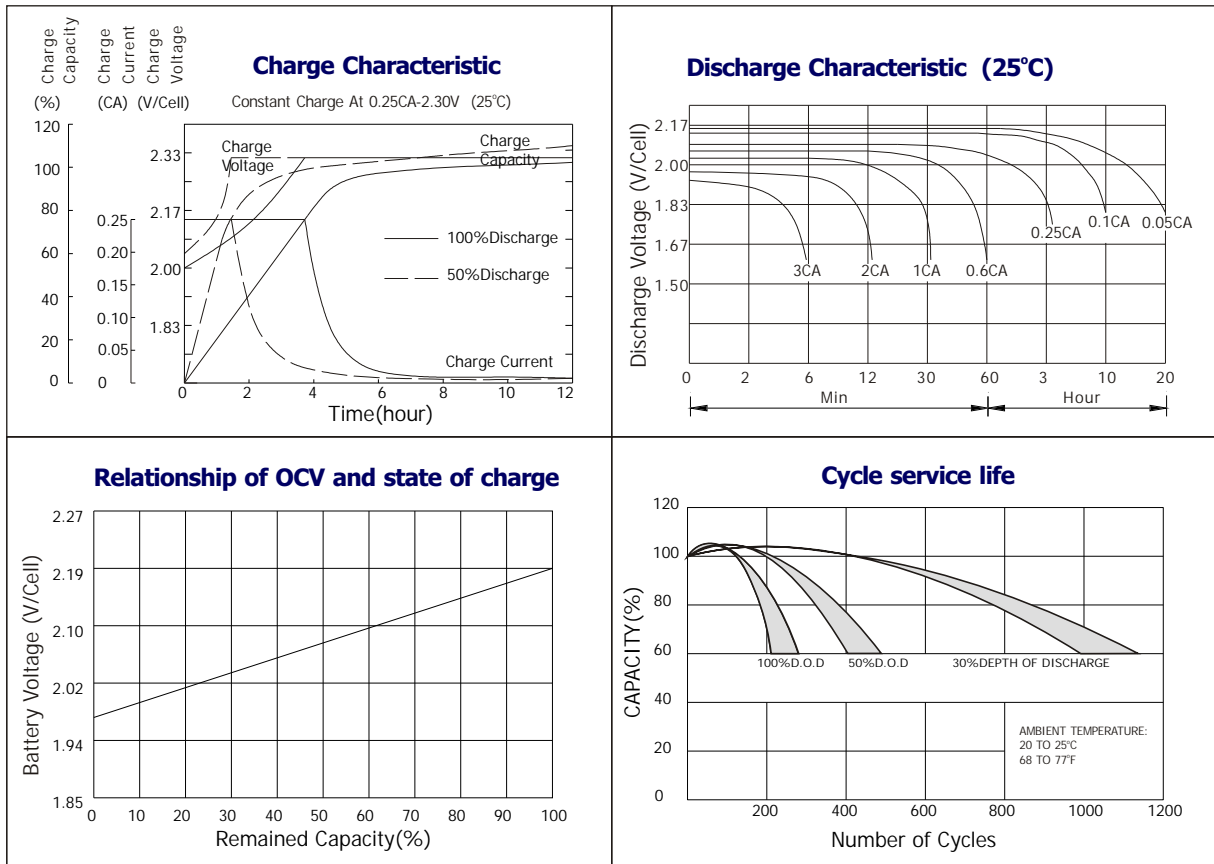 Charge Capacity
Charge Current
Charge Voltage
(%) (CA) (V/Cell)
Charge Characteristic
Constant Charge At 0.25CA-2.30V (25°C)
120
100
80
60
40
20
0
0.25
0.20
0.15
0.10
0.05
0
2.33
2.17
2.00
1.83
Charge Voltage
Charge Capacity
100%Discharge
50%Discharge
Charge Current
0 2 4 6 8 10 12
Time(hour)
Discharge Characteristic (25°C)
Discharge Voltage (V/Cell)
2.17
2.00
1.83
1.67
1.50
3CA 2CA 1CA 0.6CA 0.25CA 0.1CA 0.05CA
0 2 6 12 30 60 3 10 20
Min Hour
Relationship of OCV and state of charge
Battery Voltage (V/Cell)
2.27
2.19
2.10
2.02
1.94
1.85
0 10 20 30 40 50 60 70 80 90 100
Remained Capacity(%)
Cycle service life
CAPACITY(%)
120
100
80
60
40
20
0
100%D.O.D 50%D.O.D 30%DEPTH OF DISCHARGE
AMBIENT TEMPERATURE:
20 TO 25°C
68 TO 77°F
200 400 600 800 1000 1200
Number of Cycles